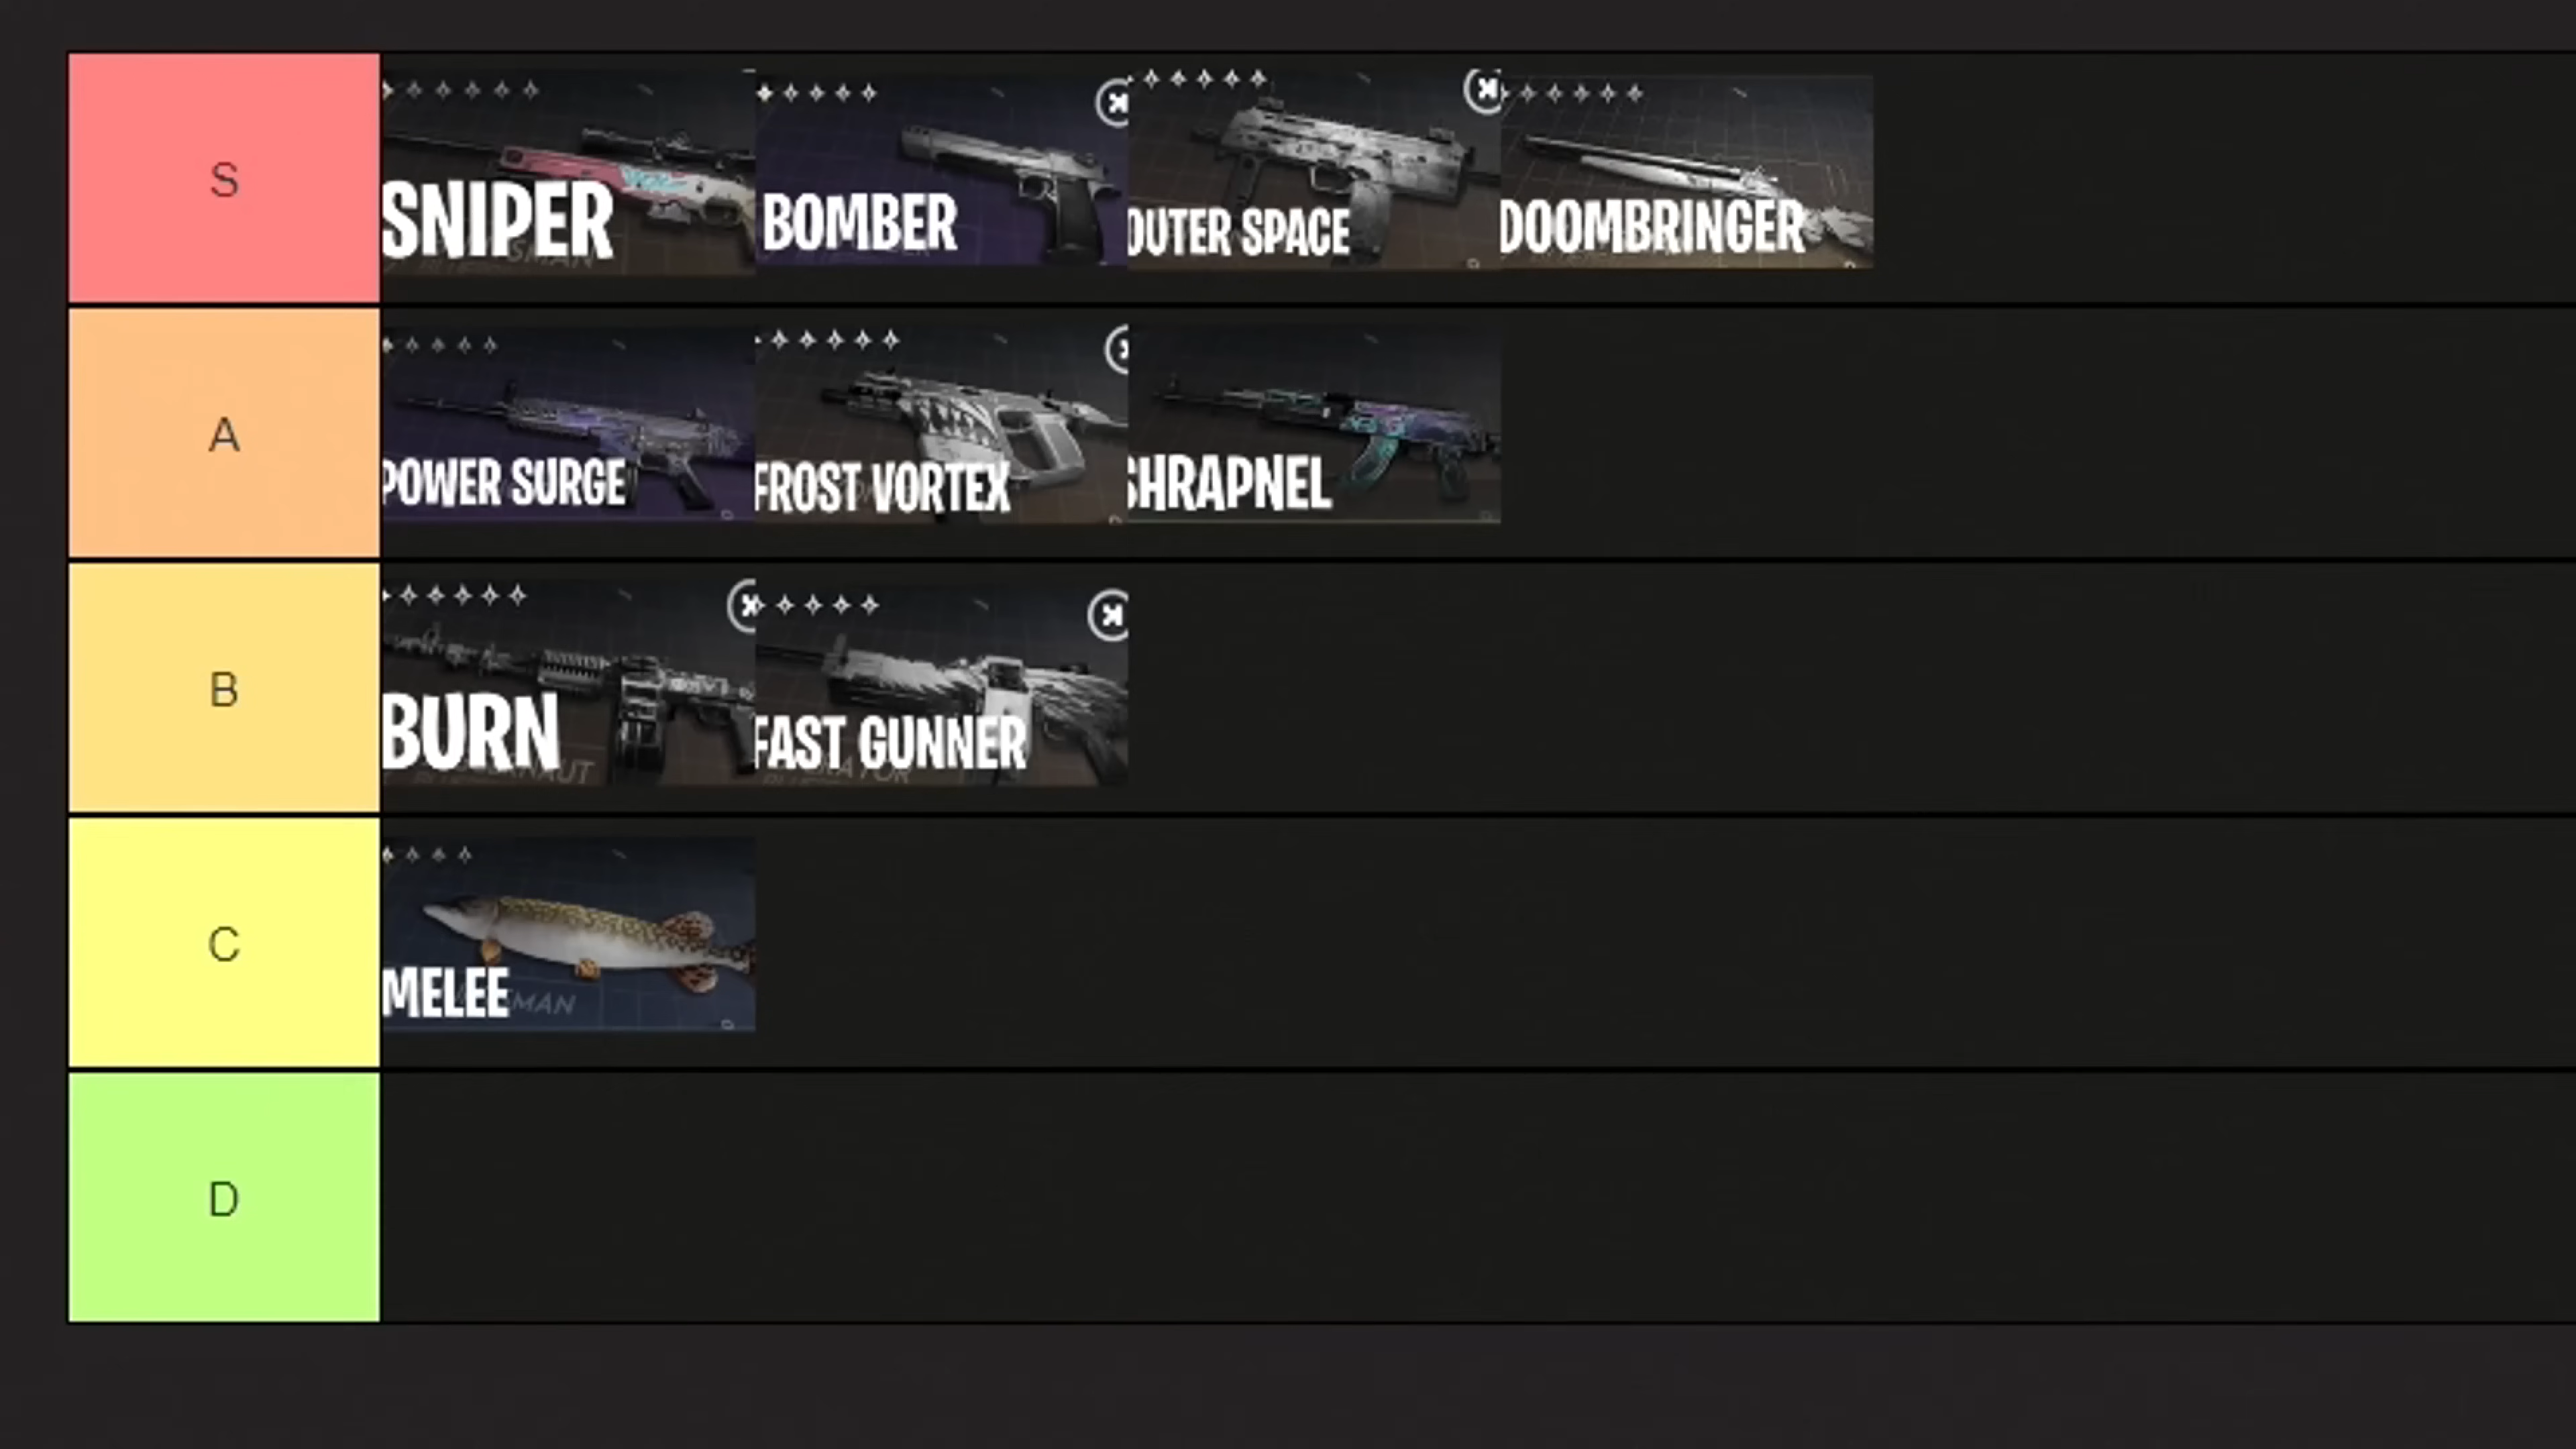 S
SNIPER
BOMBER
OUTER SPACE
DOOMBRINGER
A
POWER SURGE
FROST VORTEX
SHRAPNEL
B
BURN
FAST GUNNER
C
MELEE
D